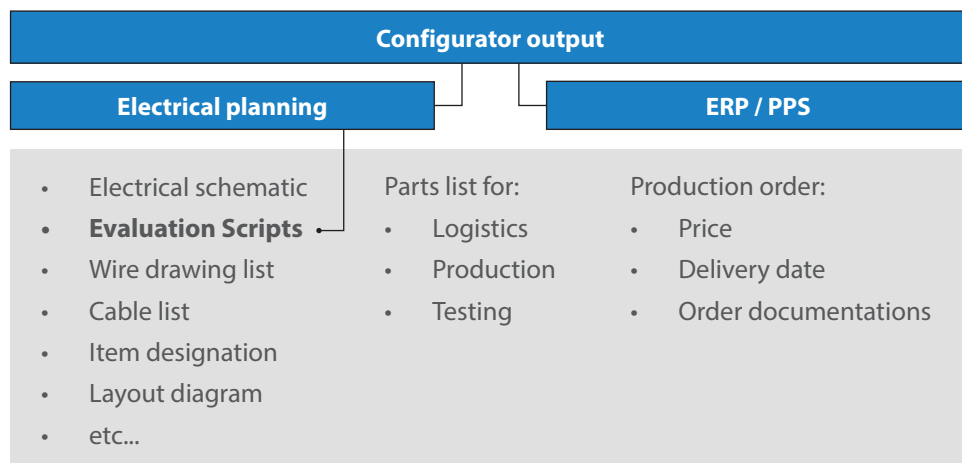 Configurator output
Electrical planning
ERP / PPS
• Electrical schematic
• Evaluation Scripts
• Wire drawing list
• Cable list
• Item designation
• Layout diagram
• etc...
Parts list for:
• Logistics
• Production
• Testing
Production order:
• Price
• Delivery date
• Order documentations